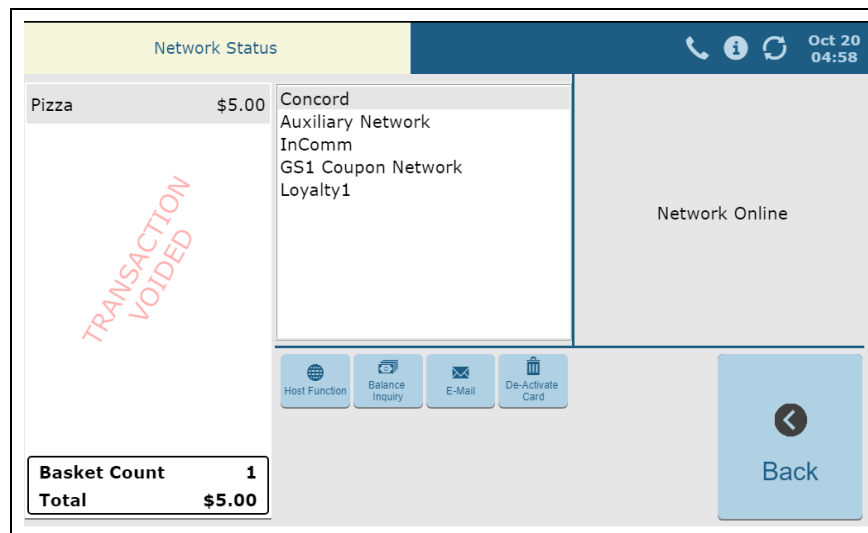 Network Status
Oct 20
04:58
Pizza $5.00
TRANSACTION
VOIDED
Basket Count 1
Total $5.00
Concord
Auxiliary Network
InComm
GS1 Coupon Network
Loyalty1
Network Online
Host Function
Balance
Inquiry
E-Mail
De-Activate
Card
Back